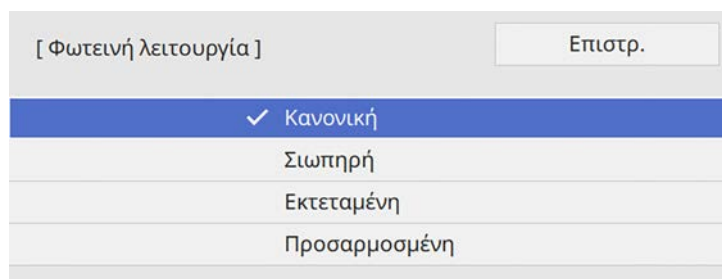 [ Φωτεινή λειτουργία ]
Επιστρ.
Κανονική
Σιωπηρή
Εκτεταμένη
Προσαρμοσμένη